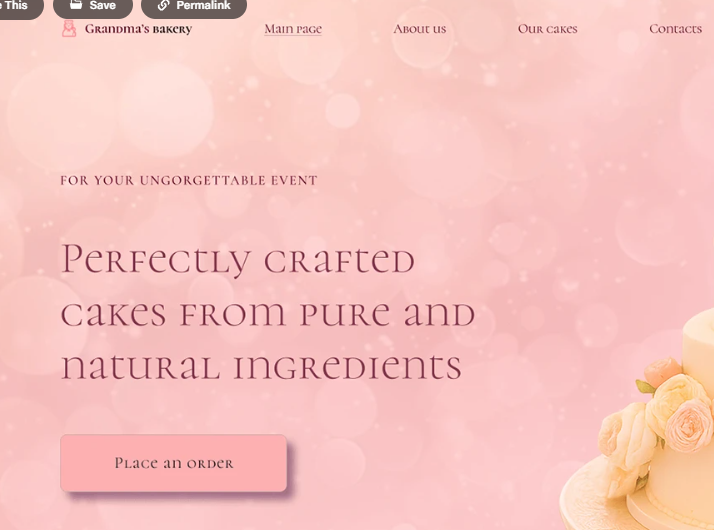 This
Save
Permalink
Grandma's BAKERY
Main page
About us
Our cakes
Contacts
FOR YOUR UNGORGETTABLE EVENT
Perfectly crafted
cakes from pure and
natural ingredients
Place an order